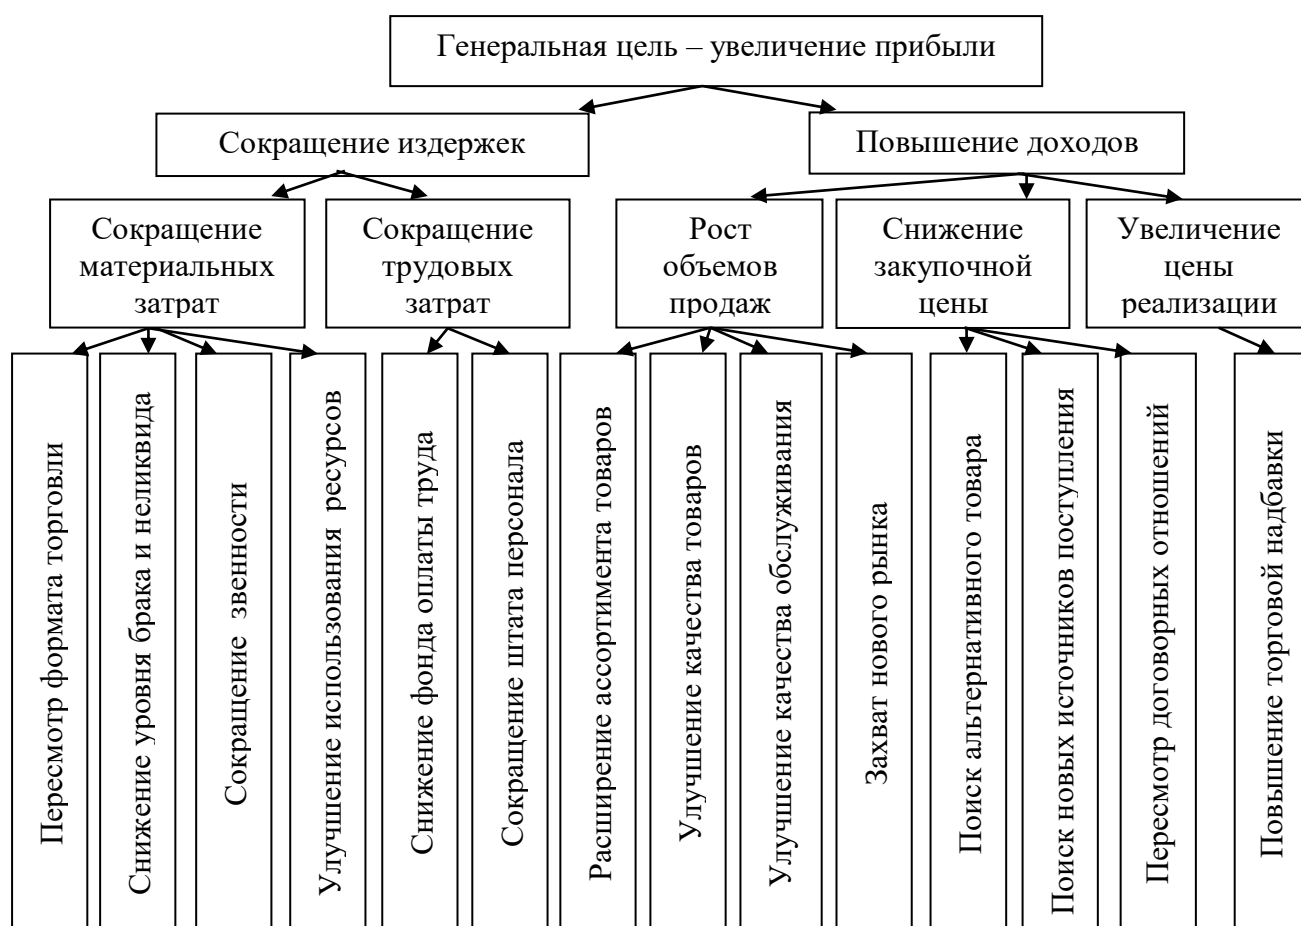 Генеральная цель – увеличение прибыли
Сокращение издержек
Повышение доходов
Сокращение
материальных
затрат
Сокращение
трудовых
затрат
Рост
объемов
продаж
Снижение
закупочной
цены
Увеличение
цены
реализации
Пересмотр формата торговли
Снижение уровня брака и неликвида
Сокращение звенности
Улучшение использования ресурсов
Снижение фонда оплаты труда
Сокращение штата персонала
Расширение ассортимента товаров
Улучшение качества товаров
Улучшение качества обслуживания
Захват нового рынка
Поиск альтернативного товара
Поиск новых источников поступления
Пересмотр договорных отношений
Повышение торговой надбавки